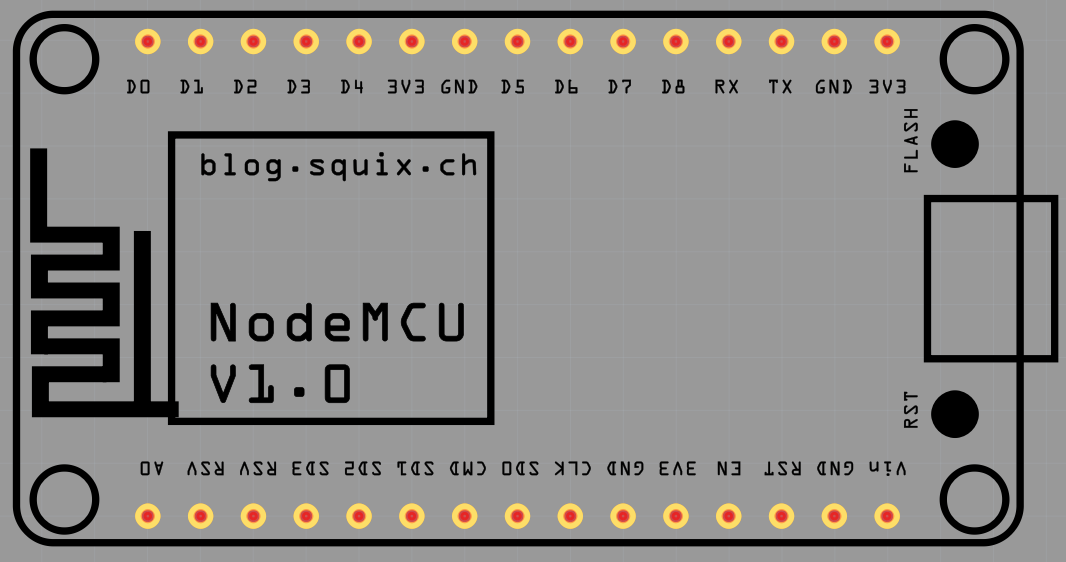 D0 D1 D2 D3 D4 3V3 GND D5 D6 D7 D8 RX TX GND 3V3
FLASH
blog.squix.ch
NodeMCU
V1.0
RST
A0 RSV RSV SD3 SD2 SD1 CMD SD0 CLK GND 3V3 EN RST GND Vin